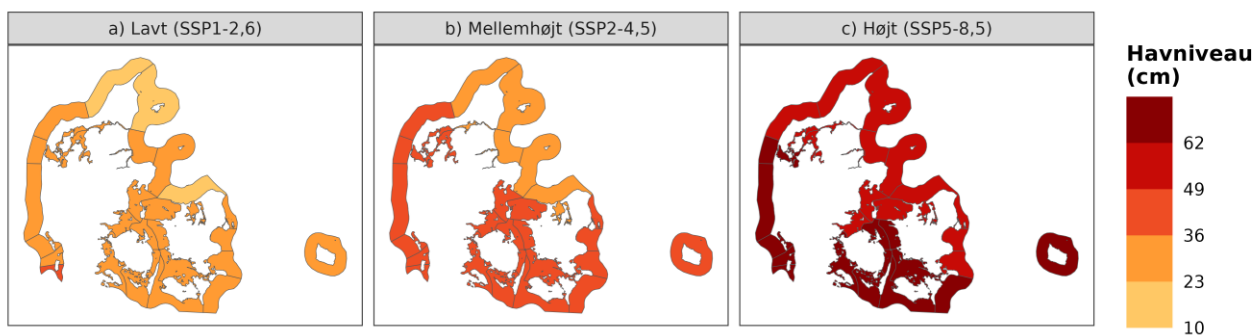 a) Lavt (SSP1-2,6)
b) Mellemhøjt (SSP2-4,5)
c) Højt (SSP5-8,5)
Havniveau
(cm)
62
49
36
23
10